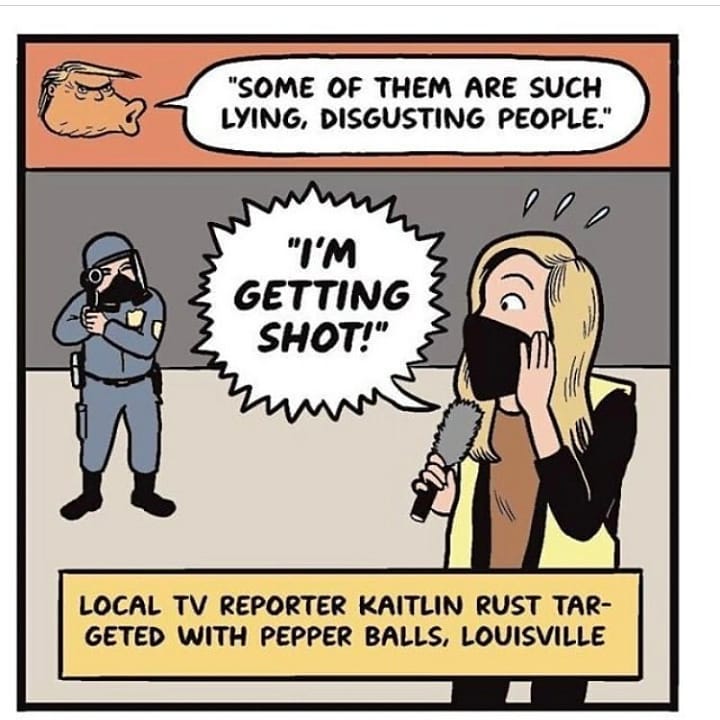 "SOME OF THEM ARE SUCH
LYING, DISGUSTING PEOPLE."
"I'M
GETTING
SHOT!"
LOCAL TV REPORTER KAITLIN RUST TAR-
GETED WITH PEPPER BALLS, LOUISVILLE